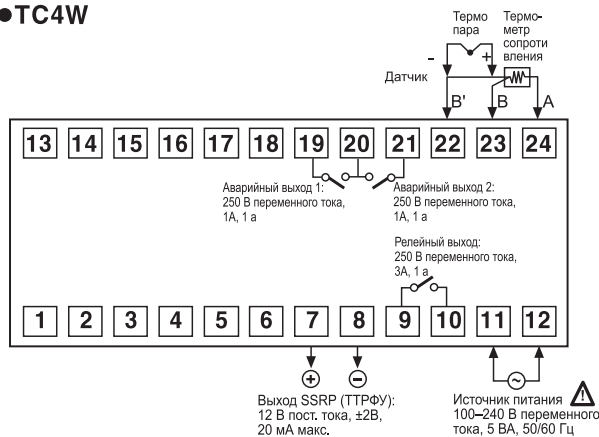 ●TC4W
Термо
пара
Термо-
метр
сопроти
вления
- +
Датчик
B' B A
13 14 15 16 17 18 19 20 21 22 23 24
Аварийный выход 1:
250 В переменного тока,
1А, 1 а
Аварийный выход 2:
250 В переменного тока,
1А, 1 а
Релейный выход:
250 В переменного тока,
3А, 1 а
1 2 3 4 5 6 7 8 9 10 11 12
+ − ~
Выход SSRP (ТТРФУ):
12 В пост. тока, ±2В,
20 мА макс.
Источник питания ⚠
100–240 В переменного
тока, 5 ВА, 50/60 Гц